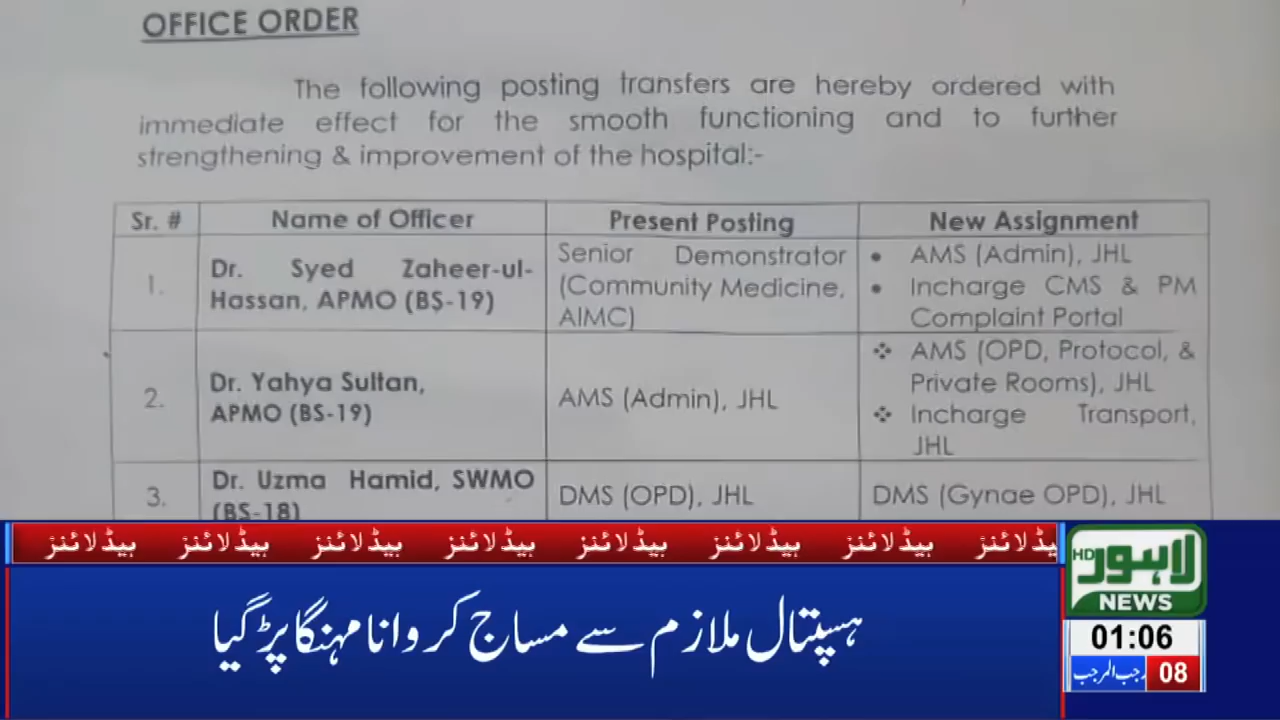 OFFICE ORDER
The following posting transfers are hereby ordered with
immediate effect for the smooth functioning and to further
strengthening & improvement of the hospital:-
Sr. # Name of Officer Present Posting New Assignment
1. Dr. Syed Zaheer-ul-
Hassan, APMO (BS-19)
Senior Demonstrator
(Community Medicine,
AIMC)
• AMS (Admin), JHL
• Incharge CMS & PM
Complaint Portal
2. Dr. Yahya Sultan,
APMO (BS-19)
AMS (Admin), JHL
❖ AMS (OPD, Protocol, &
Private Rooms), JHL
❖ Incharge Transport,
JHL
3. Dr. Uzma Hamid, SWMO
(BS-18)
DMS (OPD), JHL
DMS (Gynae OPD), JHL
ہیڈلائنز ہیڈلائنز ہیڈلائنز ہیڈلائنز ہیڈلائنز ہیڈلائنز ہیڈلائنز ہیڈلائنز
ہسپتال ملازم سے مساج کروانا مہنگا پڑ گیا
لاہور HD
NEWS
01:06
08 رجب المرجب